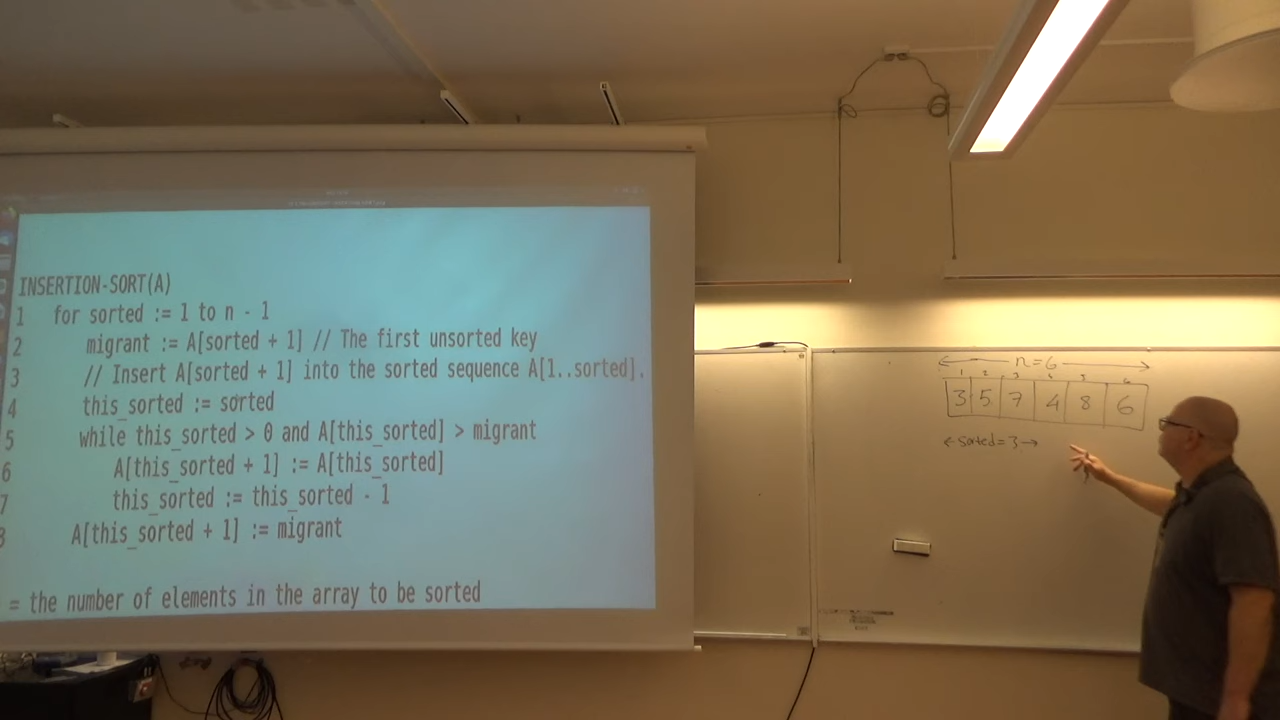 INSERTION-SORT(A)
1 for sorted := 1 to n - 1
2 migrant := A[sorted + 1] // The first unsorted key
3 // Insert A[sorted + 1] into the sorted sequence A[1..sorted].
4 this_sorted := sorted
5 while this_sorted > 0 and A[this_sorted] > migrant
6 A[this_sorted + 1] := A[this_sorted]
7 this_sorted := this_sorted - 1
A[this_sorted + 1] := migrant
= the number of elements in the array to be sorted
n=6
1 2 3 4 5 6
3 5 7 4 8 6
sorted = 3